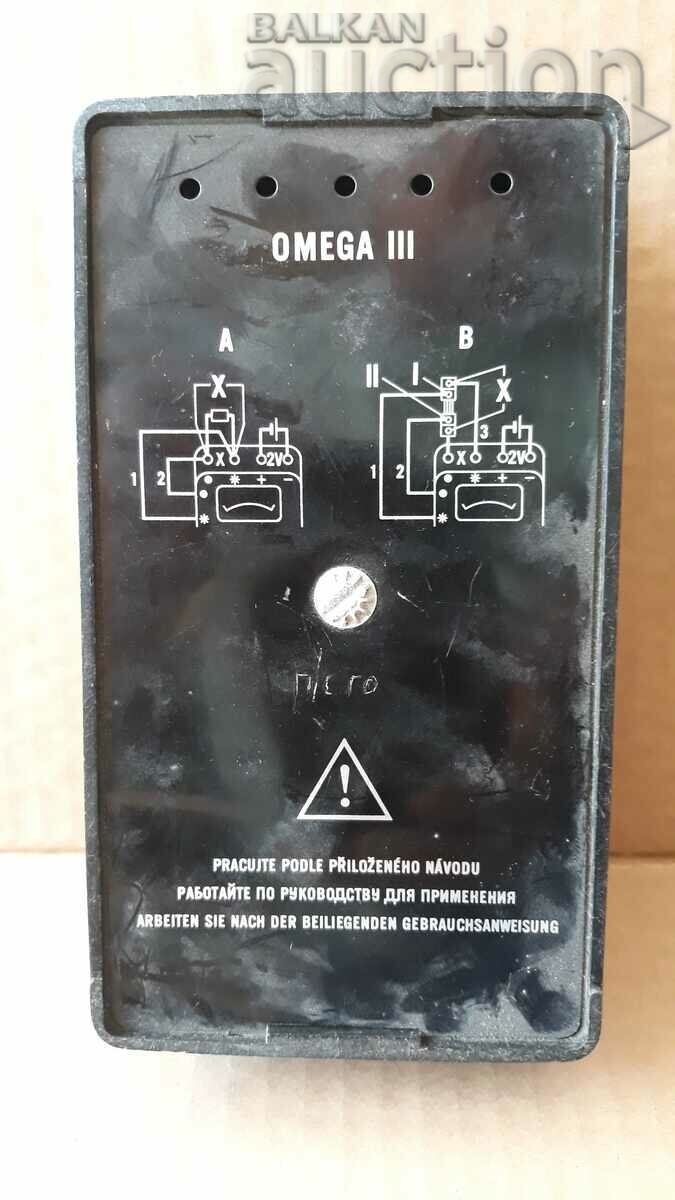 BALKAN
auction
OMEGA III
A
B
X
II
I
X
3
1
2
X
2V
● * + −
●
*
1
2
X
2V
● * + −
●
*
П/СГО
PRACUJTE PODLE PŘILOŽENÉHO NÁVODU
РАБОТАЙТЕ ПО РУКОВОДСТВУ ДЛЯ ПРИМЕНЕНИЯ
ARBEITEN SIE NACH DER BEILIEGENDEN GEBRAUCHSANWEISUNG